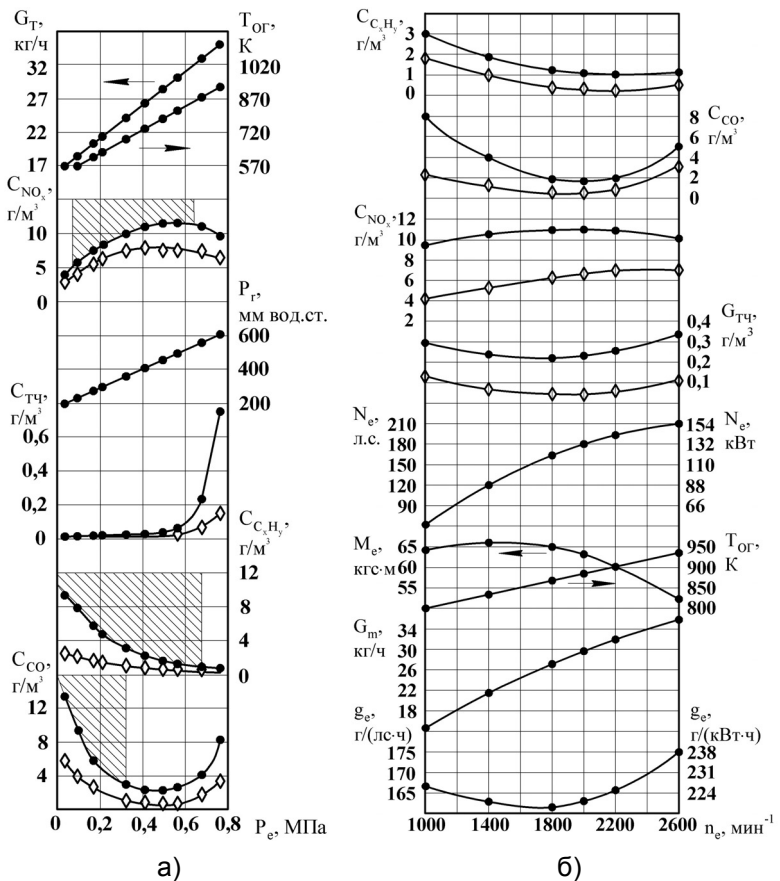 G_T,
кг/ч
T_ОГ,
К
32
27
22
17
1020
870
720
570
C_NOx,
г/м³
10
5
0
P_r,
мм вод.ст.
600
400
200
C_ТЧ,
г/м³
0,6
0,4
0,2
0
C_CxHy,
г/м³
12
8
4
0
C_CO,
г/м³
12
8
4
0 0,2 0,4 0,6 0,8
P_e, МПа
а)
C_CxHy,
г/м³
3
2
1
0
C_CO,
г/м³
8
6
4
2
0
C_NOx,
г/м³
12
10
8
6
4
2
G_ТЧ,
г/м³
0,4
0,3
0,2
0,1
N_e,
л.с.
210
180
150
120
90
N_e,
кВт
154
132
110
88
66
M_e,
кгс·м
65
60
55
T_ОГ,
К
950
900
850
800
G_m,
кг/ч
34
30
26
22
18
g_e,
г/(лс·ч)
175
170
165
g_e,
г/(кВт·ч)
238
231
224
1000 1400 1800 2200 2600 n_e, мин⁻¹
б)